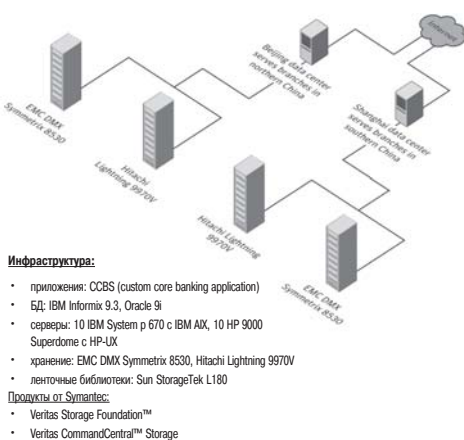 Internet
Beijing data center
serves branches in
northern China
EMC DMX
Symmetrix 8530
Hitachi
Lightning 9970V
Shanghai data center
serves branches in
southern China
Hitachi Lightning
9970V
EMC DMX
Symmetrix 8530
Инфраструктура:
• приложения: CCBS (custom core banking application)
• БД: IBM Informix 9.3, Oracle 9i
• серверы: 10 IBM System p 670 с IBM AIX, 10 HP 9000
Superdome с HP-UX
• хранение: EMC DMX Symmetrix 8530, Hitachi Lightning 9970V
• ленточные библиотеки: Sun StorageTek L180
Продукты от Symantec:
• Veritas Storage Foundation™
• Veritas CommandCentral™ Storage